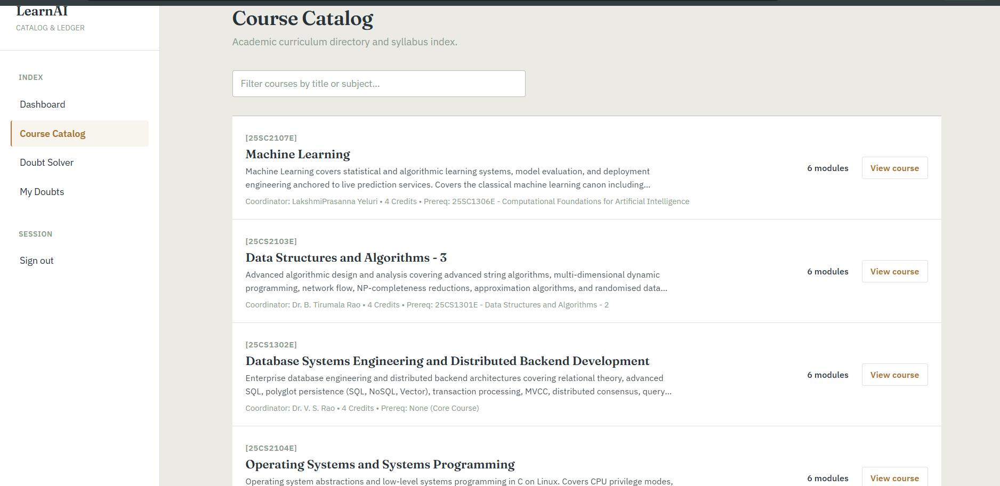 LearnAI
CATALOG & LEDGER
INDEX
Dashboard
Course Catalog
Doubt Solver
My Doubts
SESSION
Sign out
Course Catalog
Academic curriculum directory and syllabus index.
Filter courses by title or subject...
[25SC2107E]
Machine Learning
Machine Learning covers statistical and algorithmic learning systems, model evaluation, and deployment
engineering anchored to live prediction services. Covers the classical machine learning canon including...
Coordinator: LakshmiPrasanna Yeluri • 4 Credits • Prereq: 25SC1306E - Computational Foundations for Artificial Intelligence
6 modules
View course
[25CS2103E]
Data Structures and Algorithms - 3
Advanced algorithmic design and analysis covering advanced string algorithms, multi-dimensional dynamic
programming, network flow, NP-completeness reductions, approximation algorithms, and randomised data...
Coordinator: Dr. B. Tirumala Rao • 4 Credits • Prereq: 25CS1301E - Data Structures and Algorithms - 2
6 modules
View course
[25CS1302E]
Database Systems Engineering and Distributed Backend Development
Enterprise database engineering and distributed backend architectures covering relational theory, advanced
SQL, polyglot persistence (SQL, NoSQL, Vector), transaction processing, MVCC, distributed consensus, query...
Coordinator: Dr. V. S. Rao • 4 Credits • Prereq: None (Core Course)
6 modules
View course
[25CS2104E]
Operating Systems and Systems Programming
Operating system abstractions and low-level systems programming in C on Linux. Covers CPU privilege modes,
6 modules
View course